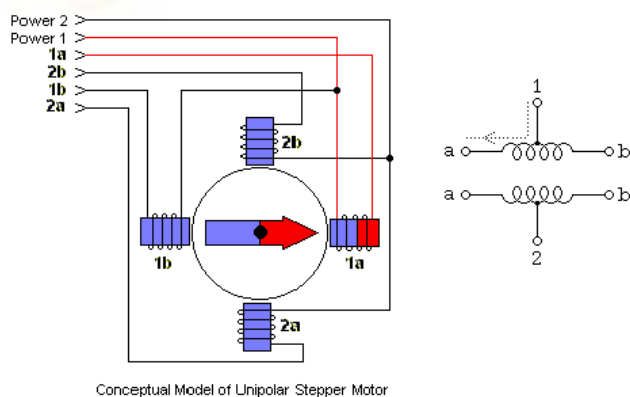 Power 2
Power 1
1a
2b
1b
2a
2b
1b
1a
2a
1
a
b
a
b
2
Conceptual Model of Unipolar Stepper Motor